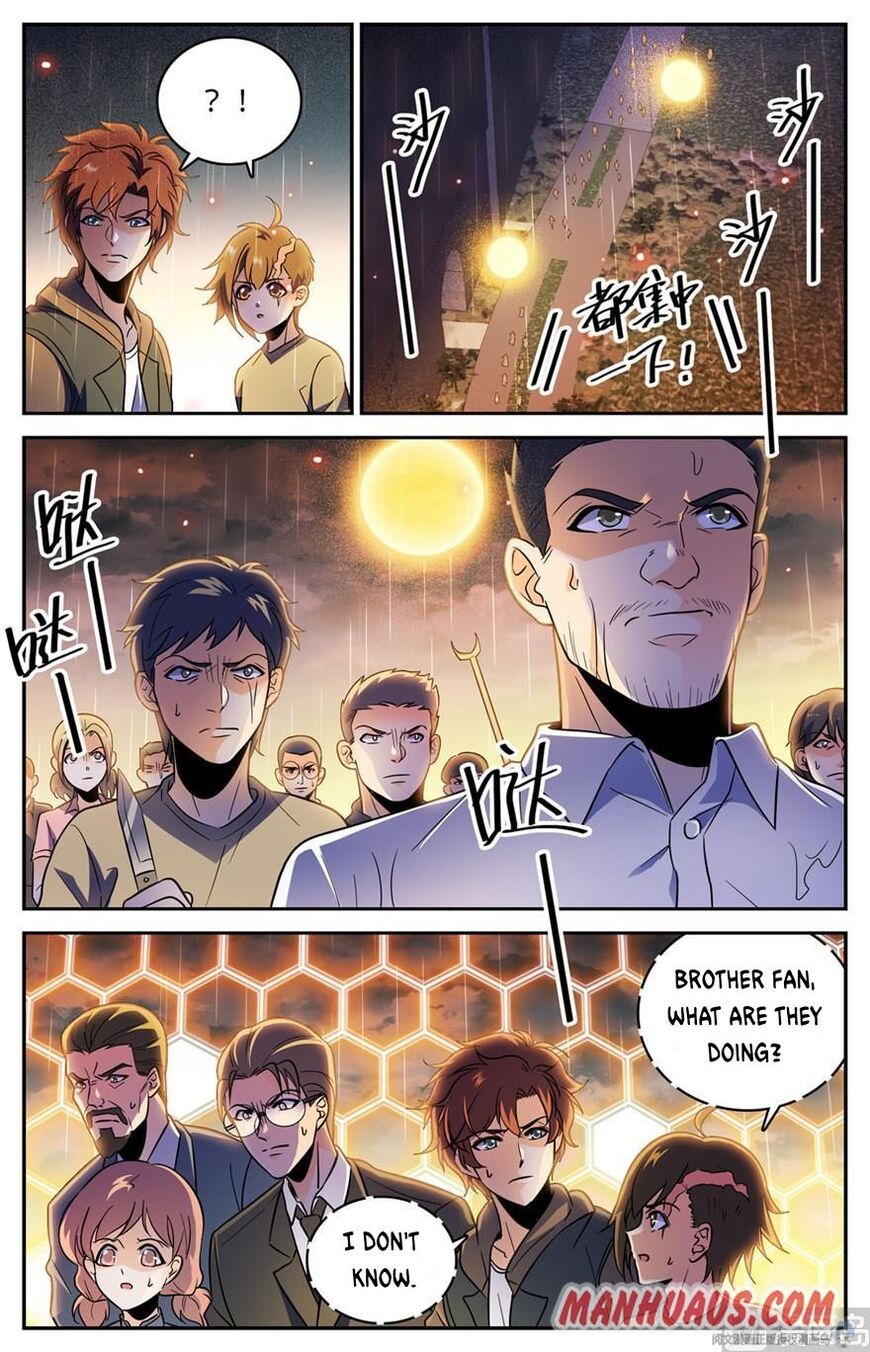 ？！
沙
沙
沙
都集中
一下！
哒
哒
哒
BROTHER FAN,
WHAT ARE THEY
DOING?
I DON'T
KNOW.
MANHUAUS.COM